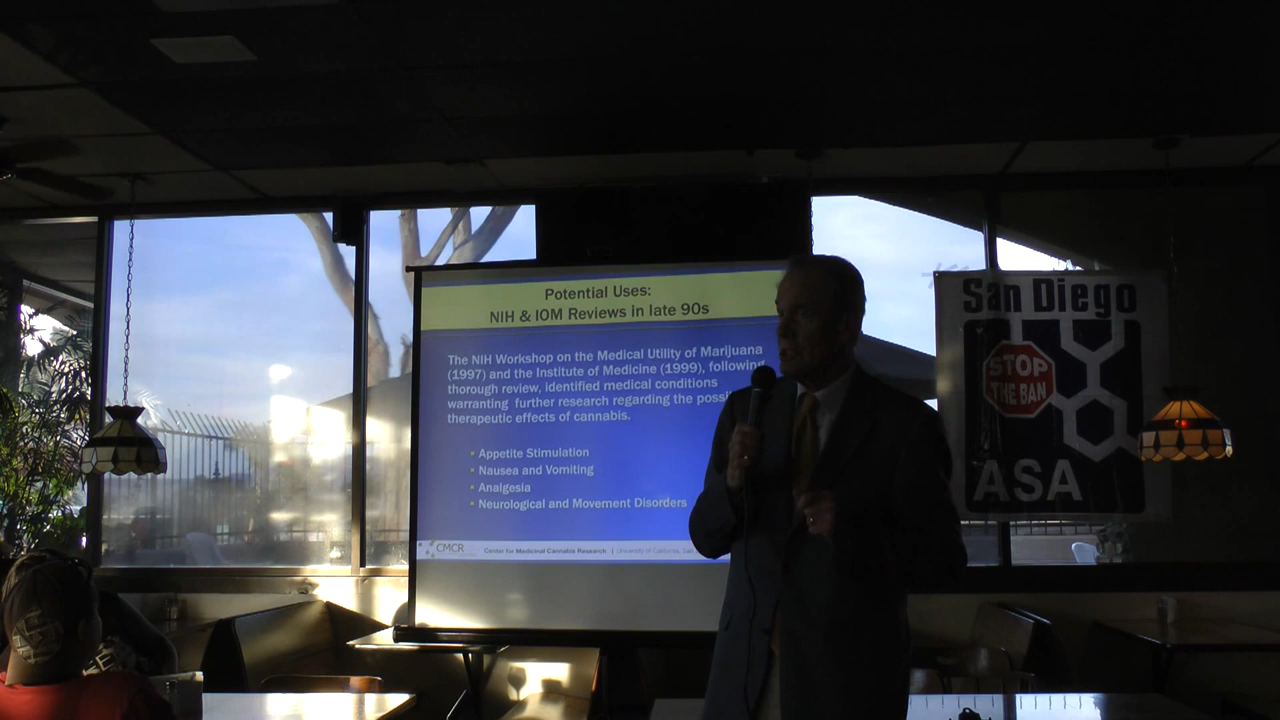 Potential Uses:
NIH & IOM Reviews in late 90s
The NIH Workshop on the Medical Utility of Marijuana
(1997) and the Institute of Medicine (1999), following
thorough review, identified medical conditions
warranting further research regarding the
therapeutic effects of cannabis.
Appetite Stimulation
Nausea and Vomiting
Analgesia
Neurological and Movement Disorders
CMCR Center for Medicinal Cannabis Research | University of California, San
San Diego
STOP
THE BAN
ASA